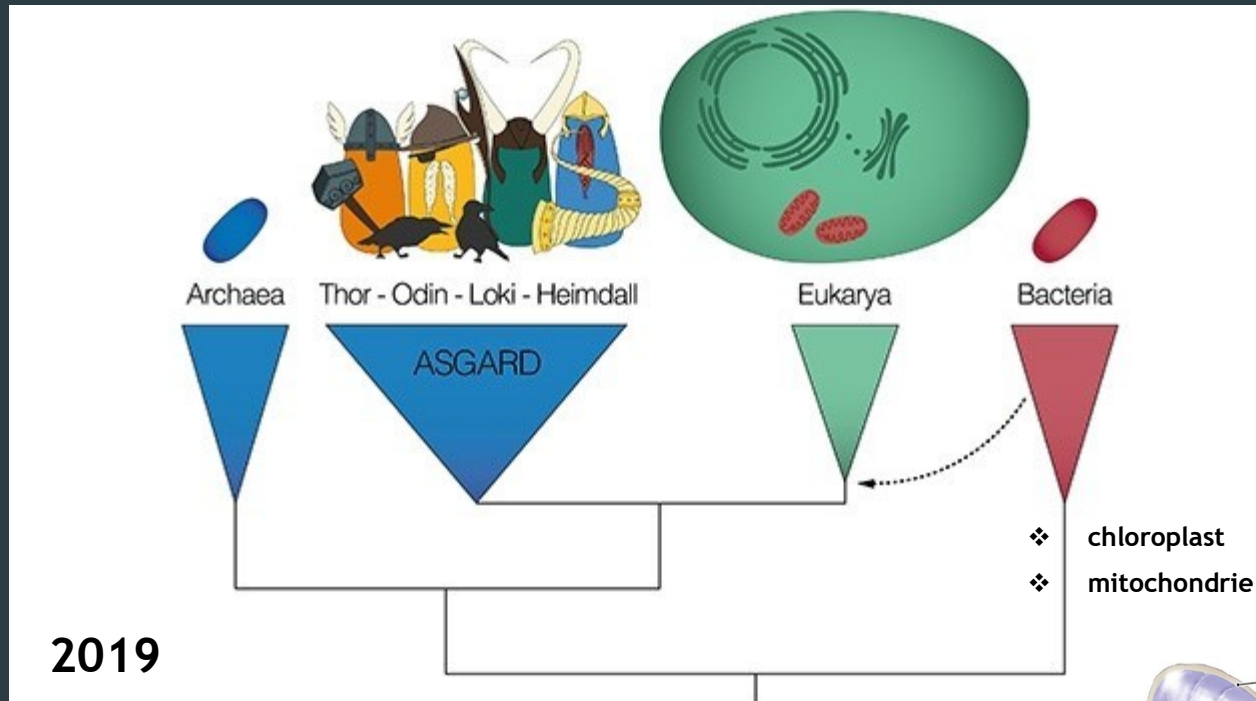 Archaea Thor - Odin - Loki - Heimdall Eukarya Bacteria
ASGARD
❖ chloroplast
❖ mitochondrie
2019